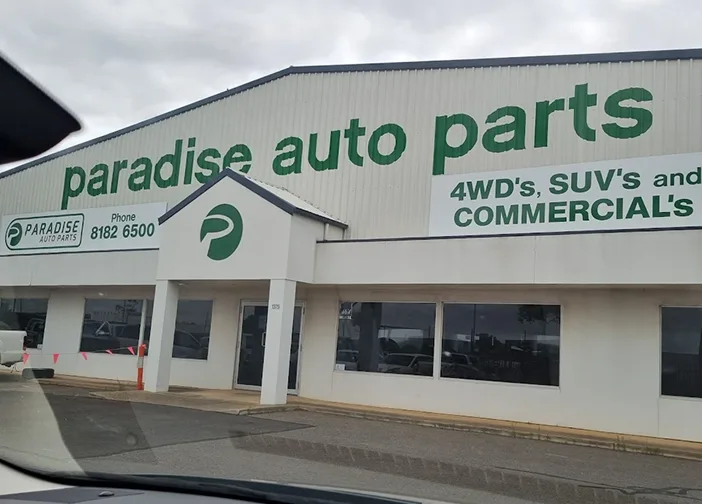 paradise auto parts
4WD's, SUV's and
COMMERCIAL'S
PARADISE
AUTO PARTS
Phone
8182 6500